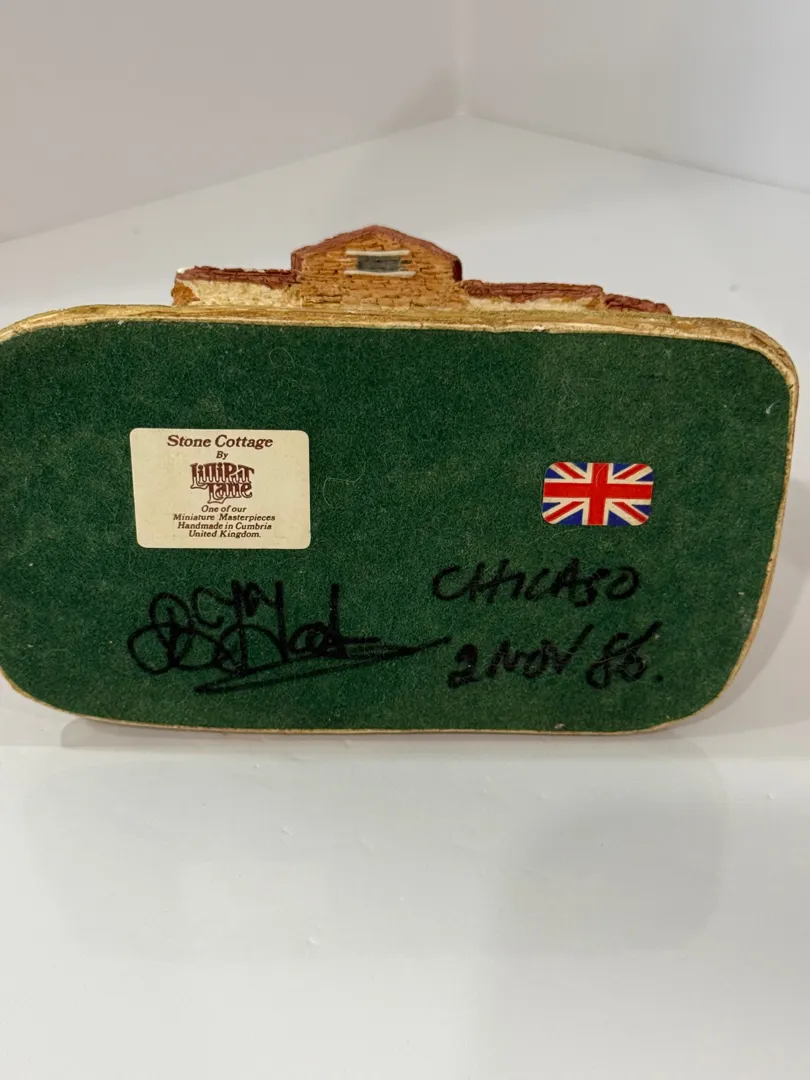 Stone Cottage
By
Lilliput
Lane
One of our
Miniature Masterpieces
Handmade in Cumbria
United Kingdom.
CHICAGO
2 NOV 86.